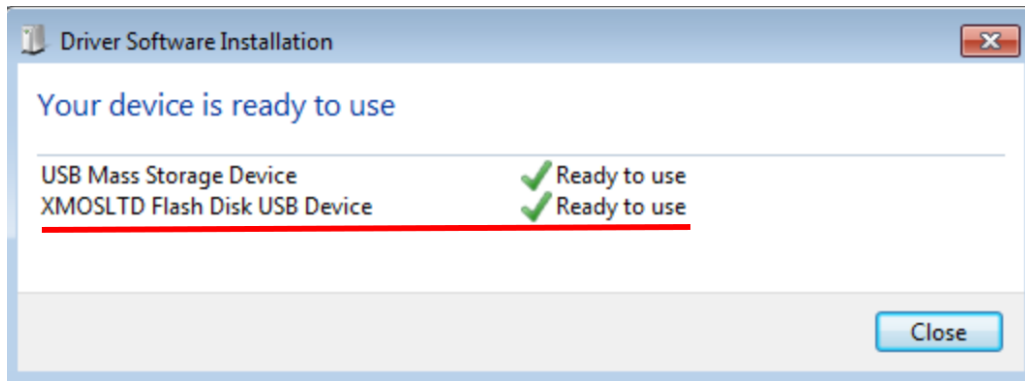 Driver Software Installation
Your device is ready to use
USB Mass Storage Device Ready to use
XMOSLTD Flash Disk USB Device Ready to use
Close